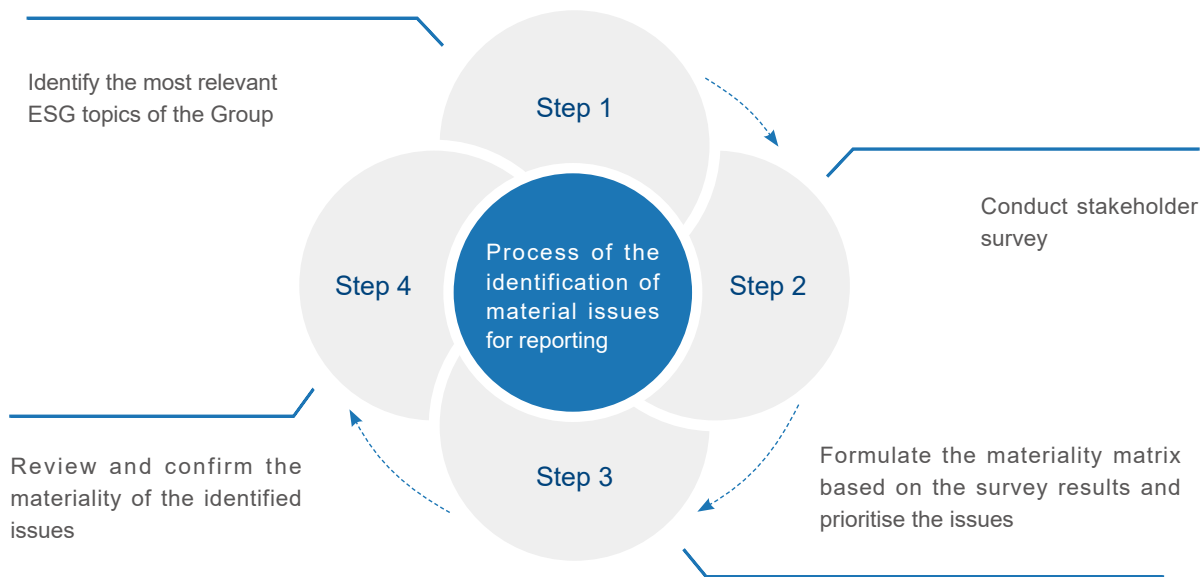 Identify the most relevant
ESG topics of the Group
Step 1
Conduct stakeholder
survey
Step 2
Process of the
identification of
material issues
for reporting
Step 4
Step 3
Formulate the materiality matrix
based on the survey results and
prioritise the issues
Review and confirm the
materiality of the identified
issues